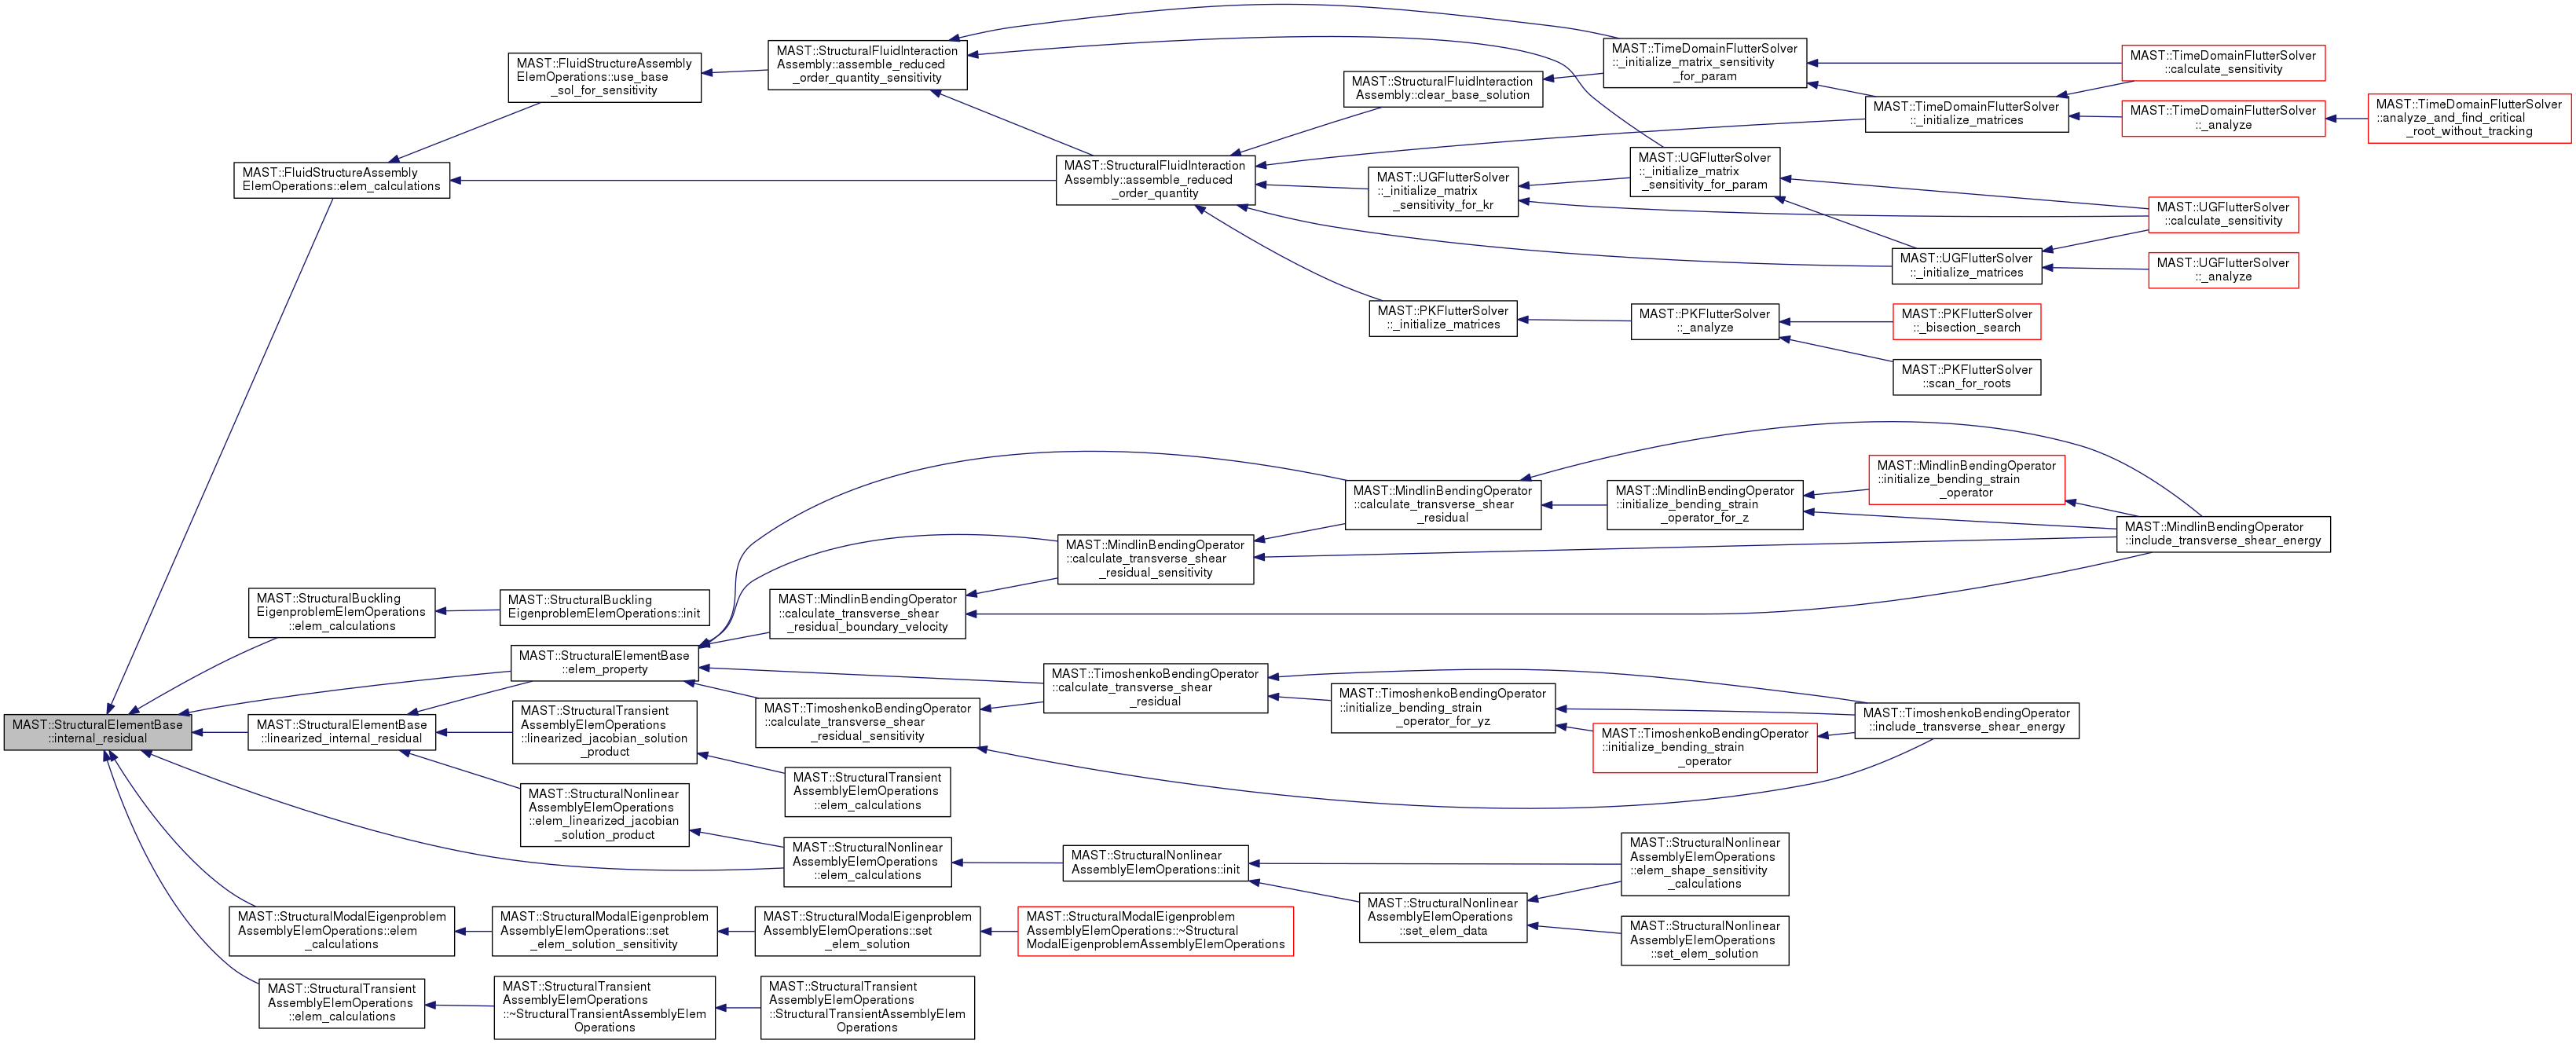 MAST::StructuralElementBase
::internal_residual
MAST::FluidStructureAssembly
ElemOperations::elem_calculations
MAST::FluidStructureAssembly
ElemOperations::use_base
_sol_for_sensitivity
MAST::StructuralFluidInteraction
Assembly::assemble_reduced
_order_quantity_sensitivity
MAST::StructuralFluidInteraction
Assembly::assemble_reduced
_order_quantity
MAST::StructuralFluidInteraction
Assembly::clear_base_solution
MAST::TimeDomainFlutterSolver
::_initialize_matrix_sensitivity
_for_param
MAST::TimeDomainFlutterSolver
::_initialize_matrices
MAST::TimeDomainFlutterSolver
::calculate_sensitivity
MAST::TimeDomainFlutterSolver
::_analyze
MAST::TimeDomainFlutterSolver
::analyze_and_find_critical
_root_without_tracking
MAST::UGFlutterSolver
::_initialize_matrix
_sensitivity_for_kr
MAST::UGFlutterSolver
::_initialize_matrix
_sensitivity_for_param
MAST::UGFlutterSolver
::_initialize_matrices
MAST::UGFlutterSolver
::calculate_sensitivity
MAST::UGFlutterSolver
::_analyze
MAST::PKFlutterSolver
::_initialize_matrices
MAST::PKFlutterSolver
::_analyze
MAST::PKFlutterSolver
::_bisection_search
MAST::PKFlutterSolver
::scan_for_roots
MAST::StructuralBuckling
EigenproblemElemOperations
::elem_calculations
MAST::StructuralBuckling
EigenproblemElemOperations::init
MAST::StructuralElementBase
::elem_property
MAST::MindlinBendingOperator
::calculate_transverse_shear
_residual_boundary_velocity
MAST::MindlinBendingOperator
::calculate_transverse_shear
_residual_sensitivity
MAST::MindlinBendingOperator
::calculate_transverse_shear
_residual
MAST::MindlinBendingOperator
::initialize_bending_strain
_operator_for_z
MAST::MindlinBendingOperator
::initialize_bending_strain
_operator
MAST::MindlinBendingOperator
::include_transverse_shear_energy
MAST::TimoshenkoBendingOperator
::calculate_transverse_shear
_residual
MAST::TimoshenkoBendingOperator
::calculate_transverse_shear
_residual_sensitivity
MAST::TimoshenkoBendingOperator
::initialize_bending_strain
_operator_for_yz
MAST::TimoshenkoBendingOperator
::initialize_bending_strain
_operator
MAST::TimoshenkoBendingOperator
::include_transverse_shear_energy
MAST::StructuralElementBase
::linearized_internal_residual
MAST::StructuralTransient
AssemblyElemOperations
::linearized_jacobian_solution
_product
MAST::StructuralTransient
AssemblyElemOperations
::elem_calculations
MAST::StructuralNonlinear
AssemblyElemOperations
::elem_linearized_jacobian
_solution_product
MAST::StructuralNonlinear
AssemblyElemOperations
::elem_calculations
MAST::StructuralNonlinear
AssemblyElemOperations::init
MAST::StructuralNonlinear
AssemblyElemOperations
::elem_shape_sensitivity
_calculations
MAST::StructuralNonlinear
AssemblyElemOperations
::set_elem_data
MAST::StructuralNonlinear
AssemblyElemOperations
::set_elem_solution
MAST::StructuralModalEigenproblem
AssemblyElemOperations::elem
_calculations
MAST::StructuralModalEigenproblem
AssemblyElemOperations::set
_elem_solution_sensitivity
MAST::StructuralModalEigenproblem
AssemblyElemOperations::set
_elem_solution
MAST::StructuralModalEigenproblem
AssemblyElemOperations::~Structural
ModalEigenproblemAssemblyElemOperations
MAST::StructuralTransient
AssemblyElemOperations
::elem_calculations
MAST::StructuralTransient
AssemblyElemOperations
::~StructuralTransientAssemblyElem
Operations
MAST::StructuralTransient
AssemblyElemOperations
::StructuralTransientAssemblyElem
Operations